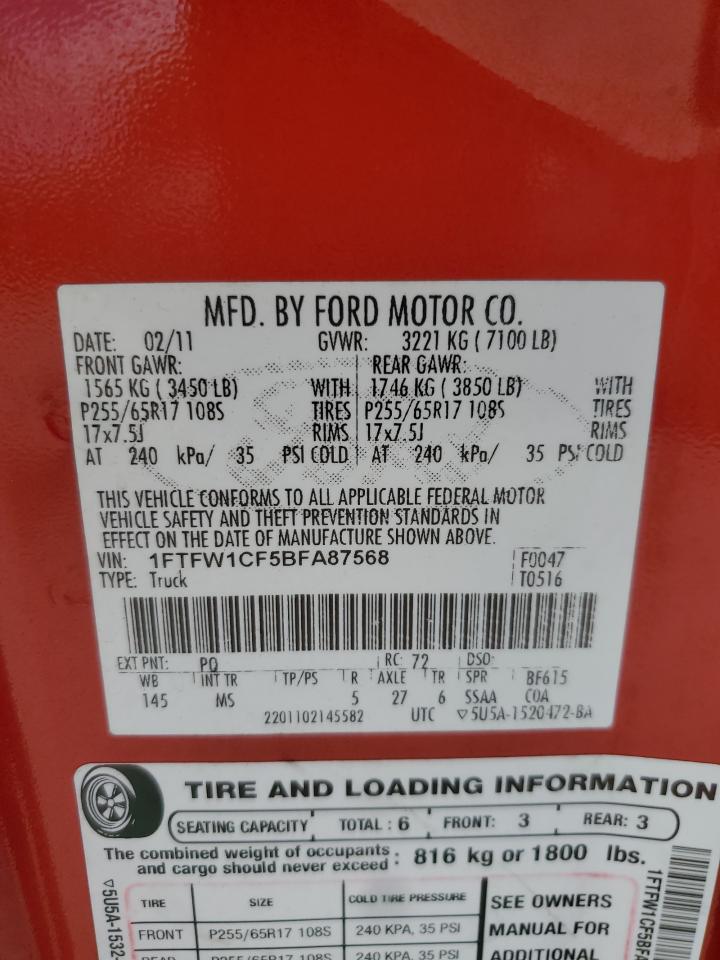 MFD. BY FORD MOTOR CO.
DATE: 02/11 GVWR: 3221 KG ( 7100 LB)
FRONT GAWR: REAR GAWR:
1565 KG ( 3450 LB) WITH 1746 KG ( 3850 LB) WITH
P255/65R17 108S TIRES P255/65R17 108S TIRES
17x7.5J RIMS 17x7.5J RIMS
AT 240 kPa/ 35 PSI COLD AT 240 kPa/ 35 PSI COLD
THIS VEHICLE CONFORMS TO ALL APPLICABLE FEDERAL MOTOR
VEHICLE SAFETY AND THEFT PREVENTION STANDARDS IN
EFFECT ON THE DATE OF MANUFACTURE SHOWN ABOVE.
VIN: 1FTFW1CF5BFA87568 F0047
TYPE: Truck T0516
EXT PNT: PQ RC: 72 DSO:
WB INT TR TP/PS R AXLE TR SPR BF615
145 MS 5 27 6 SSAA COA
2201102145582 UTC ▽5U5A-1520472-BA
TIRE AND LOADING INFORMATION
SEATING CAPACITY TOTAL : 6 FRONT: 3 REAR: 3
The combined weight of occupants and cargo should never exceed : 816 kg or 1800 lbs.
TIRE SIZE COLD TIRE PRESSURE SEE OWNERS
FRONT P255/65R17 108S 240 KPA, 35 PSI MANUAL FOR
REAR P255/65R17 108S 240 KPA, 35 PSI ADDITIONAL
▽5U5A-1532
1FTFW1CF5BFA